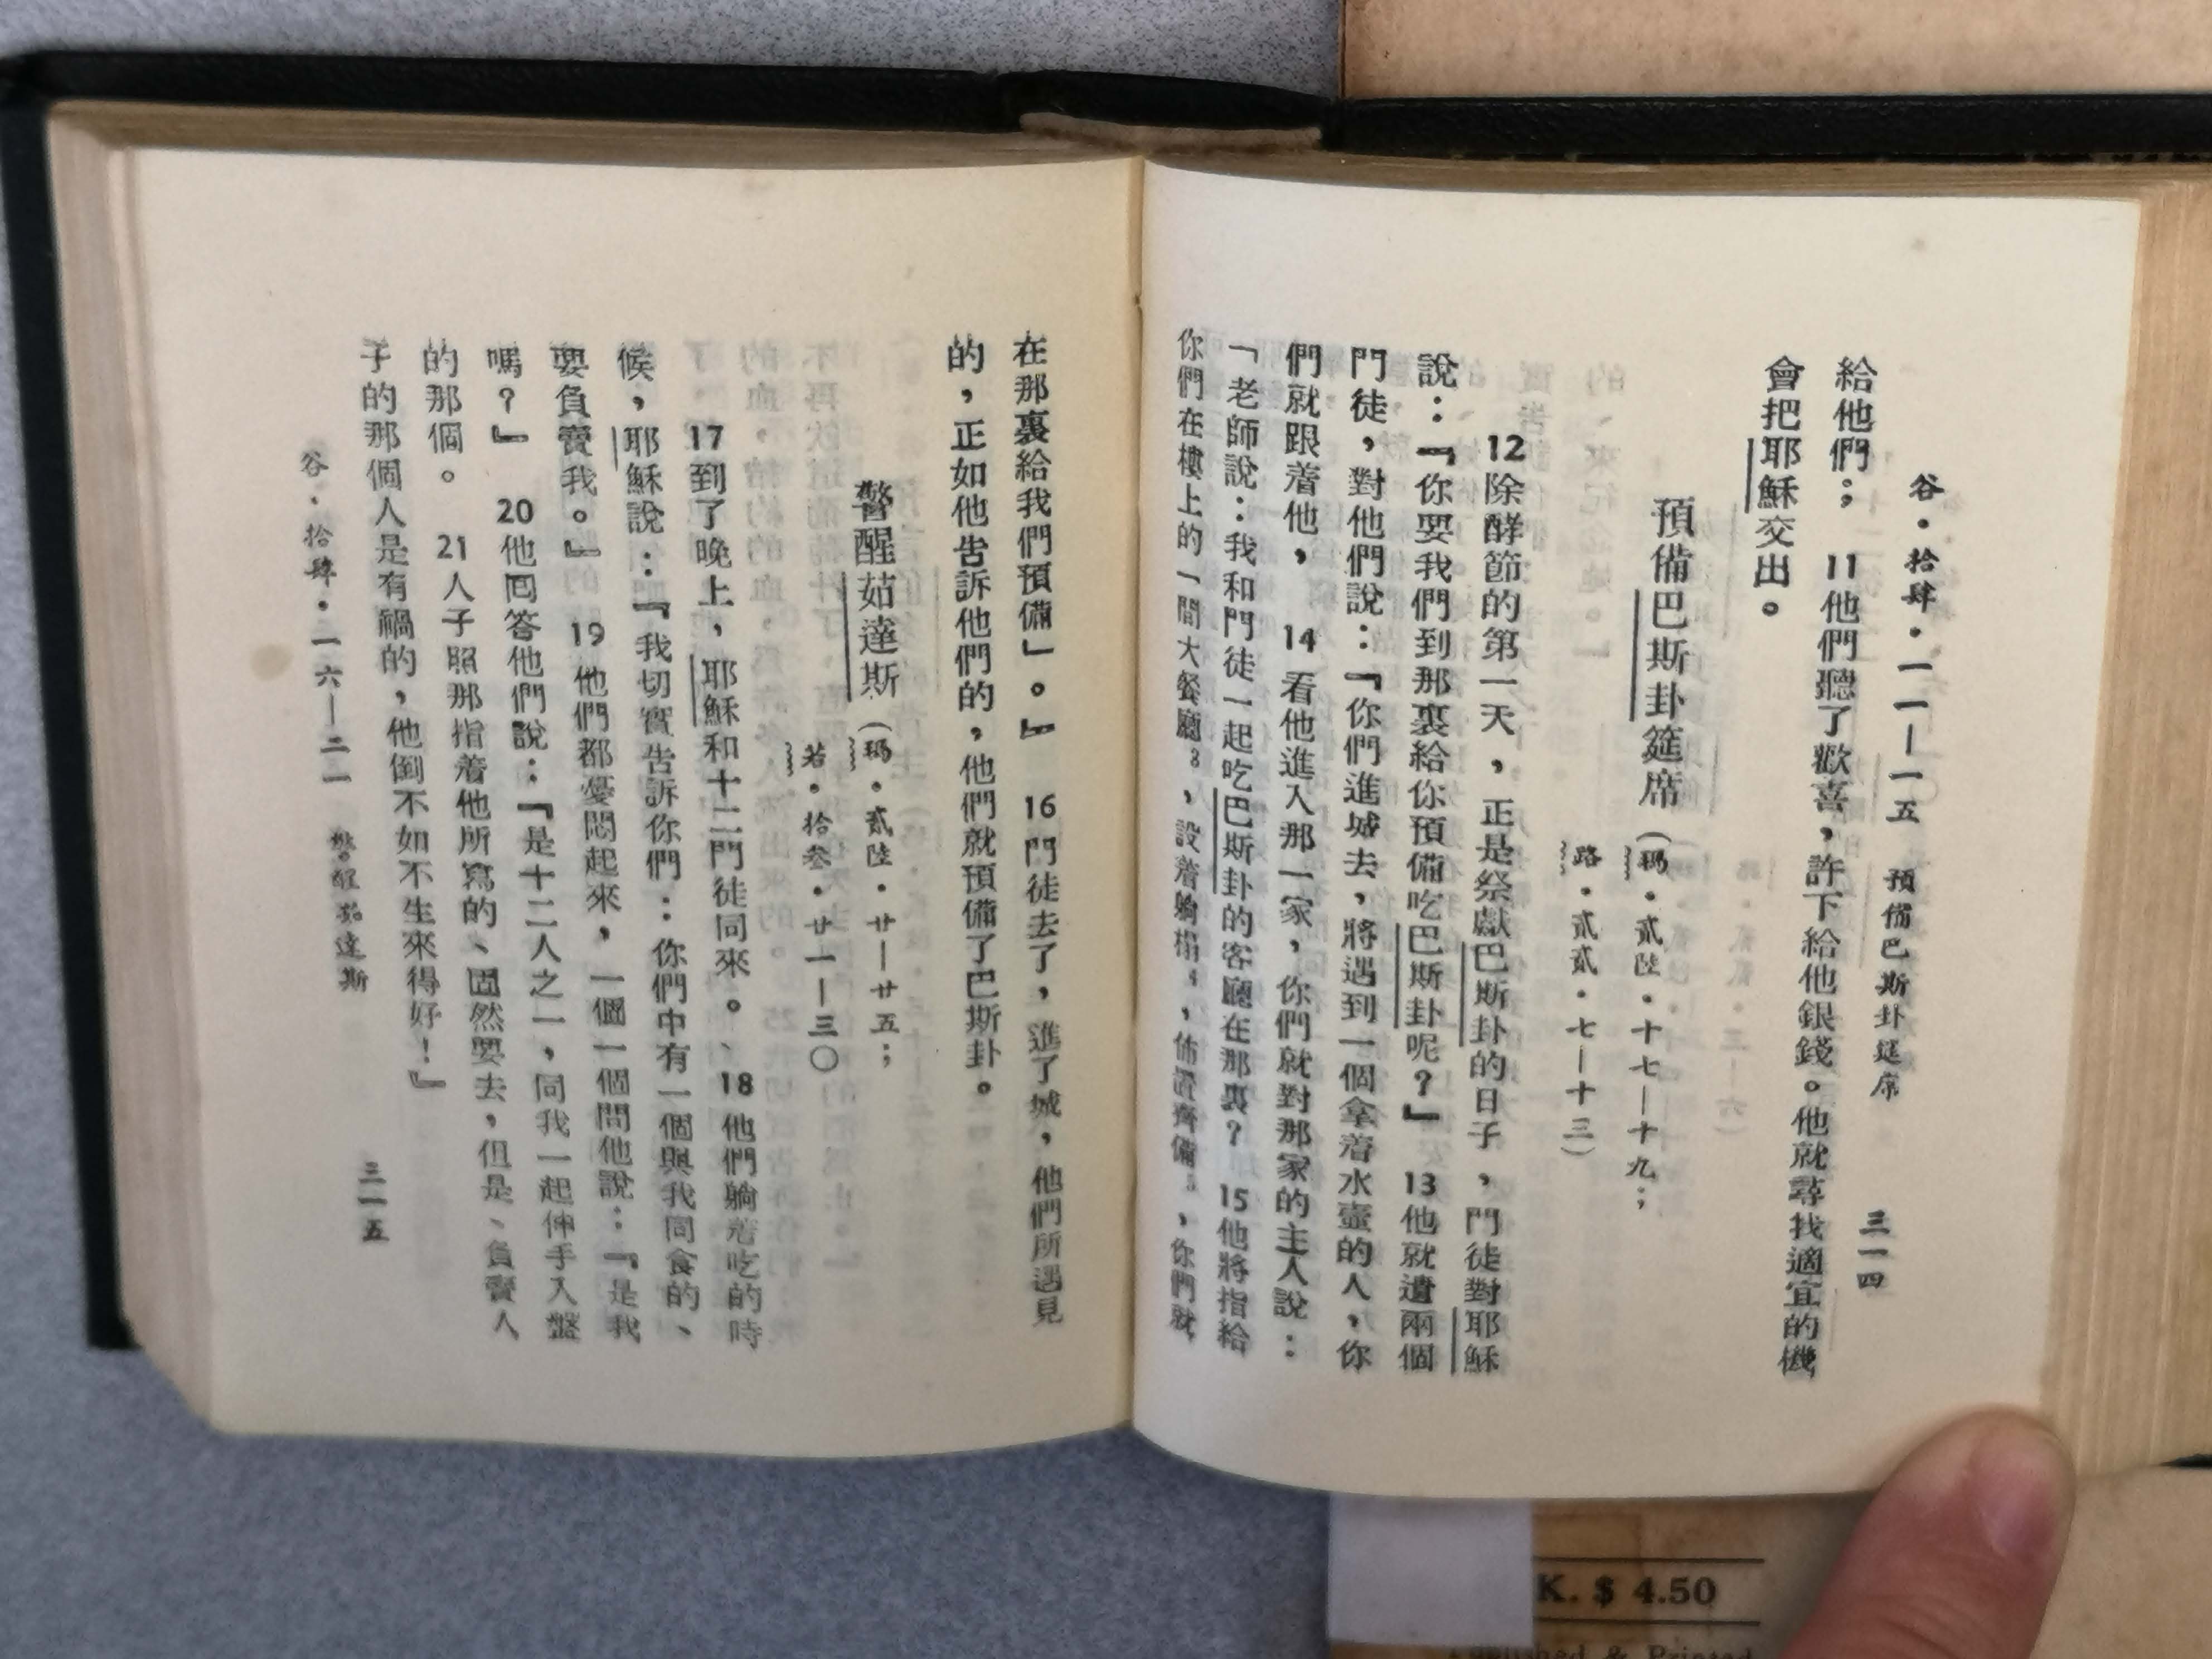 谷．拾肆．一一—一五　預備巴斯卦筵席　三一四
給他們；　11他們聽了歡喜，許下給他銀錢。他就尋找適宜的機
會把耶穌交出。
預備巴斯卦筵席（瑪．貳陸．十七—十九；
路．貳貳．七—十三）
12除酵節的第一天，正是祭獻巴斯卦的日子，門徒對耶穌
說：『你要我們到那裏給你預備吃巴斯卦呢？』　13他就遣兩個
門徒，對他們說：『你們進城去，將遇到一個拿着水壺的人，你
們就跟着他，　14看他進入那一家，你們就對那家的主人說：
「老師說：我和門徒一起吃巴斯卦的客廳在那裏？　15他將指給
你們在樓上的「間大餐廳。，設着躺榻，，佈置齊備。，你們就
在那裏給我們預備」。』　16門徒去了，進了城，他們所遇見
的，正如他告訴他們的，他們就預備了巴斯卦。
警醒茹達斯（瑪．貳陸．廿—廿五；
若．拾叁．廿一—三〇
17到了晚上，耶穌和十二門徒同來。、18他們躺着吃的時
候，耶穌說：『我切實告訴你們：你們中有一個與我同食的、
要負賣我。』　19他們都憂悶起來，一個一個問他說：『是我
嗎？』　20他回答他們說：『是十二人之一，同我一起伸手入盤
的那個。　21人子照那指着他所寫的、固然要去，但是、負賣人
子的那個人是有禍的，他倒不如不生來得好！』
谷．拾肆．一六—二一　警醒茹達斯　三一五
K. $ 4.50
& Printed